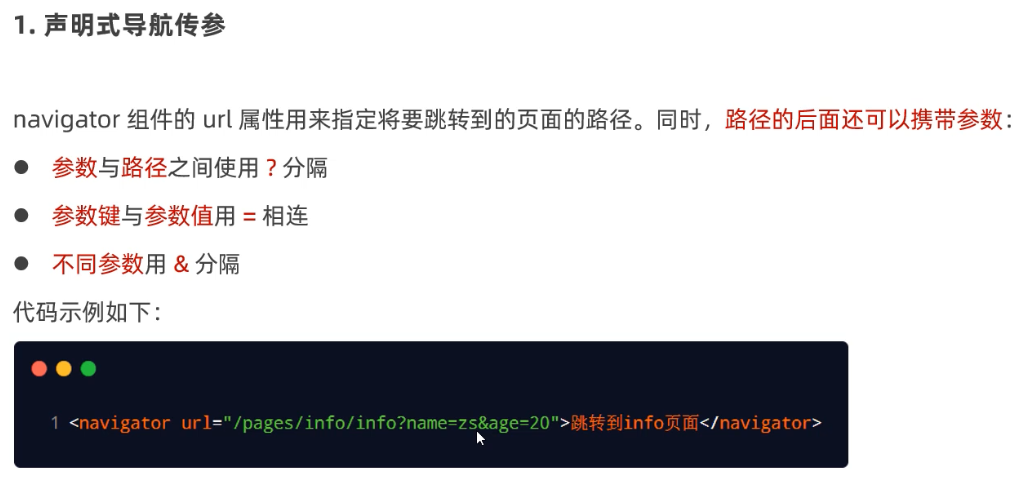 1. 声明式导航传参
navigator 组件的 url 属性用来指定将要跳转到的页面的路径。同时，路径的后面还可以携带参数：
● 参数与路径之间使用 ? 分隔
● 参数键与参数值用 = 相连
● 不同参数用 & 分隔
代码示例如下：
1 <navigator url="/pages/info/info?name=zs&age=20">跳转到info页面</navigator>